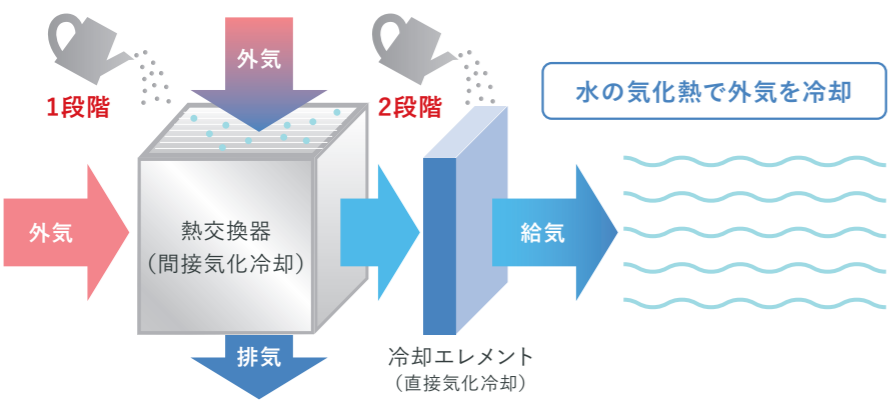 外気
1段階
2段階
水の気化熱で外気を冷却
外気
熱交換器
（間接気化冷却）
給気
排気
冷却エレメント
（直接気化冷却）